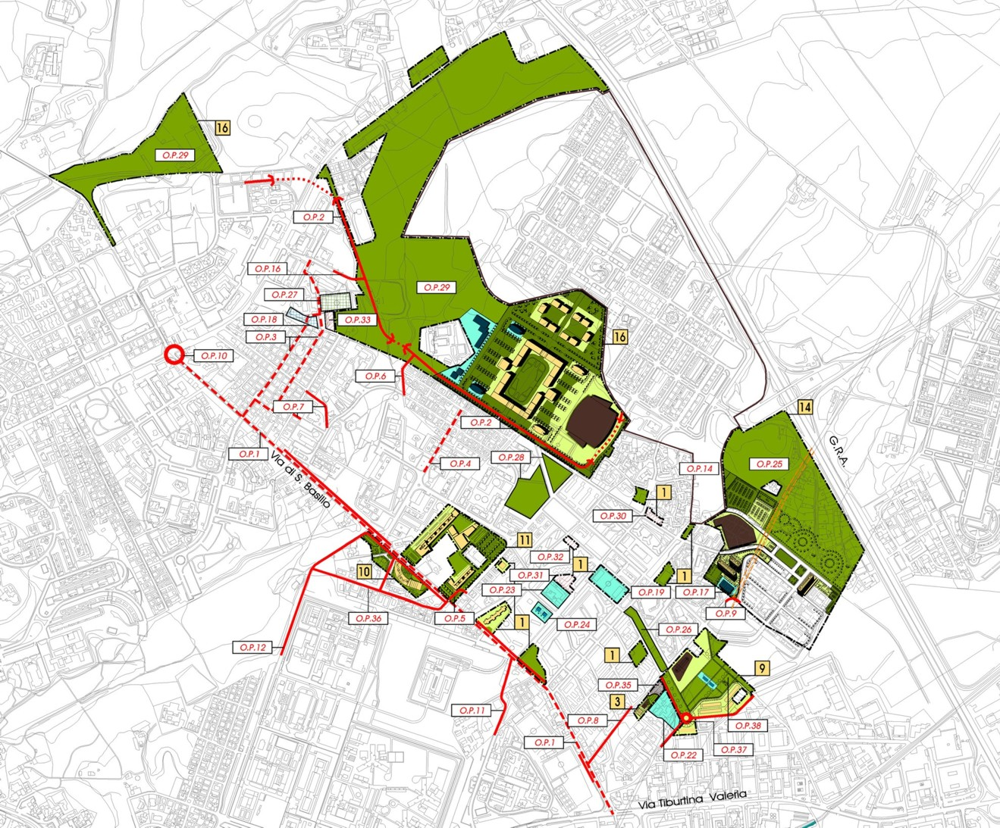 16
O.P.29
O.P.2
O.P.16
O.P.27
O.P.29
O.P.18
O.P.33
O.P.3
16
O.P.10
O.P.6
O.P.7
14
O.P.2
G.R.A.
O.P.1
O.P.28
O.P.4
O.P.25
O.P.14
Via di S. Basilio
1
O.P.30
11
O.P.32
10
1
O.P.31
1
O.P.23
O.P.19
O.P.17
O.P.9
O.P.36
O.P.5
1
O.P.24
O.P.26
O.P.12
1
9
O.P.35
3
O.P.11
O.P.8
O.P.38
O.P.1
O.P.22
O.P.37
Via Tiburtina Valeria